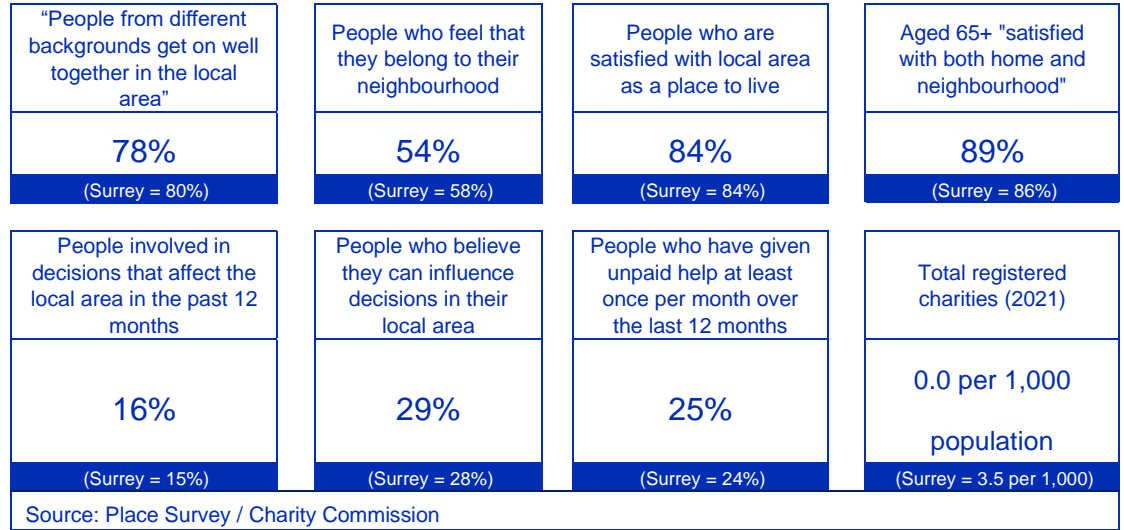 “People from different
backgrounds get on well
together in the local
area”
78%
(Surrey = 80%)
People who feel that
they belong to their
neighbourhood
54%
(Surrey = 58%)
People who are
satisfied with local area
as a place to live
84%
(Surrey = 84%)
Aged 65+ "satisfied
with both home and
neighbourhood"
89%
(Surrey = 86%)
People involved in
decisions that affect the
local area in the past 12
months
16%
(Surrey = 15%)
People who believe
they can influence
decisions in their
local area
29%
(Surrey = 28%)
People who have given
unpaid help at least
once per month over
the last 12 months
25%
(Surrey = 24%)
Total registered
charities (2021)
0.0 per 1,000
population
(Surrey = 3.5 per 1,000)
Source: Place Survey / Charity Commission